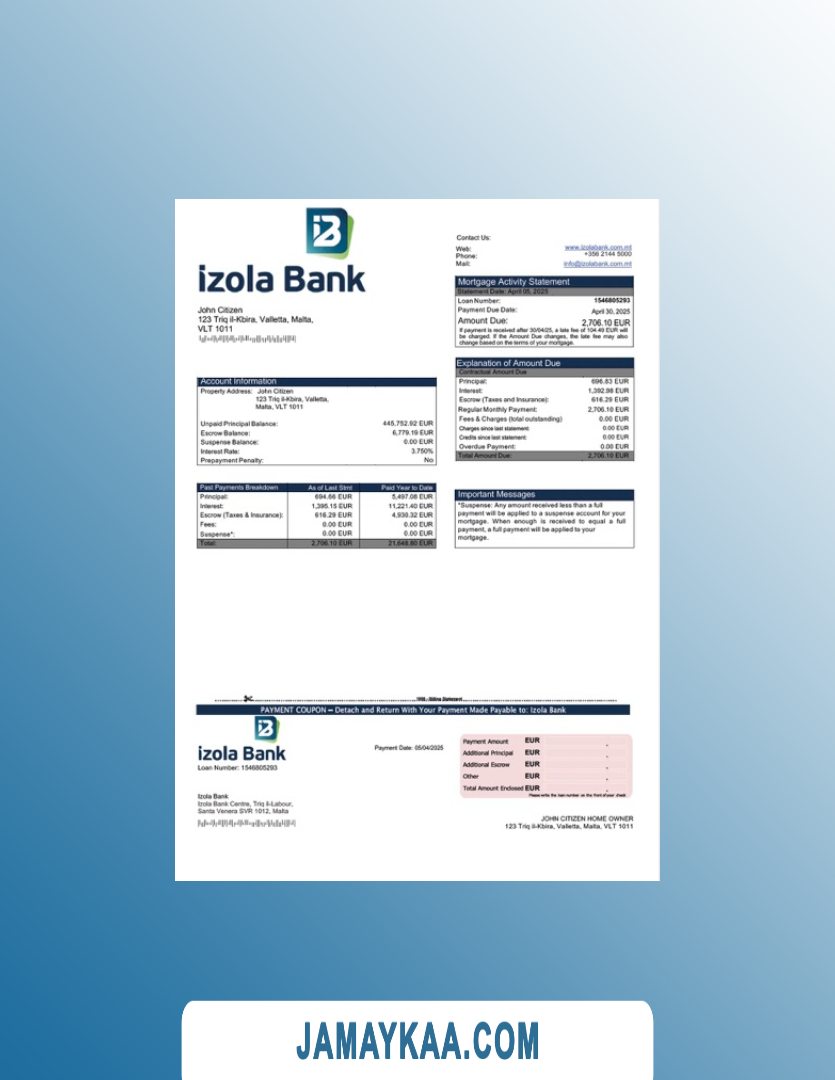 iB
izola Bank
John Citizen
123 Triq il-Kbira, Valletta, Malta,
VLT 1011
Contact Us:
Web: www.izolabank.com.mt
Phone: +356 2144 5000
Mail: info@izolabank.com.mt
Mortgage Activity Statement
Statement Date: April 05, 2025
Loan Number: 1546805293
Payment Due Date: April 30, 2025
Amount Due: 2,706.10 EUR
If payment is received after 30/04/25, a late fee of 104.49 EUR will
be charged. If the Amount Due changes, the late fee may also
change based on the terms of your mortgage.
Explanation of Amount Due
Contractual Amount Due
Principal: 696.83 EUR
Interest: 1,392.98 EUR
Escrow (Taxes and Insurance): 616.29 EUR
Regular Monthly Payment: 2,706.10 EUR
Fees & Charges (total outstanding) 0.00 EUR
Charges since last statement: 0.00 EUR
Credits since last statement: 0.00 EUR
Overdue Payment: 0.00 EUR
Total Amount Due: 2,706.10 EUR
Account Information
Property Address: John Citizen
123 Triq il-Kbira, Valletta,
Malta, VLT 1011
Unpaid Principal Balance: 445,752.92 EUR
Escrow Balance: 6,779.19 EUR
Suspense Balance: 0.00 EUR
Interest Rate: 3.750%
Prepayment Penalty: No
Past Payments Breakdown As of Last Stmt Paid Year to Date
Principal: 694.66 EUR 5,497.08 EUR
Interest: 1,395.15 EUR 11,221.40 EUR
Escrow (Taxes & Insurance): 616.29 EUR 4,930.32 EUR
Fees: 0.00 EUR 0.00 EUR
Suspense*: 0.00 EUR 0.00 EUR
Total: 2,706.10 EUR 21,648.80 EUR
Important Messages
*Suspense: Any amount received less than a full
payment will be applied to a suspense account for your
mortgage. When enough is received to equal a full
payment, a full payment will be applied to your
mortgage.
Billing Statement
PAYMENT COUPON – Detach and Return With Your Payment Made Payable to: Izola Bank
iB
izola Bank
Loan Number: 1546805293
Payment Date: 05/04/2025
Payment Amount EUR .
Additional Principal EUR .
Additional Escrow EUR .
Other EUR .
Total Amount Enclosed EUR .
Please write the loan number on the front of your check
Izola Bank
Izola Bank Centre, Triq il-Labour,
Santa Venera SVR 1012, Malta
JOHN CITIZEN HOME OWNER
123 Triq il-Kbira, Valletta, Malta, VLT 1011
JAMAYKAA.COM